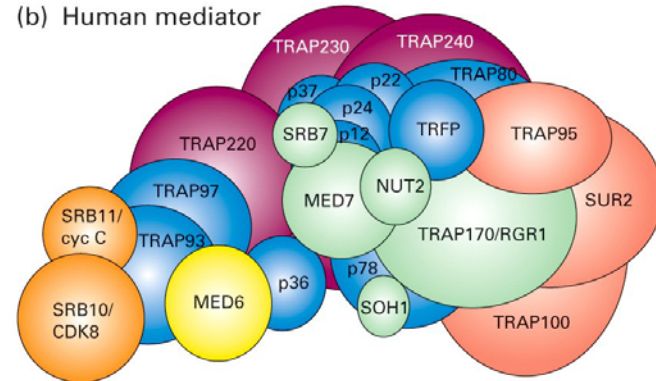 (b) Human mediator
TRAP230
TRAP240
p22
TRAP80
p37
p24
SRB7
p12
TRFP
TRAP95
TRAP220
TRAP97
MED7
NUT2
SUR2
SRB11/
cyc C
TRAP93
TRAP170/RGR1
p36
p78
MED6
SOH1
SRB10/
CDK8
TRAP100